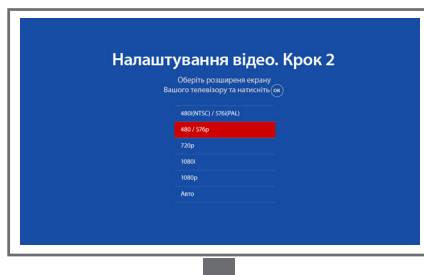 Налаштування відео. Крок 2
Оберіть розширеня екрану
Вашого телевізору та натисніть OK
480i(NTSC) / 576i(PAL)
480 / 576p
720p
1080i
1080p
Авто